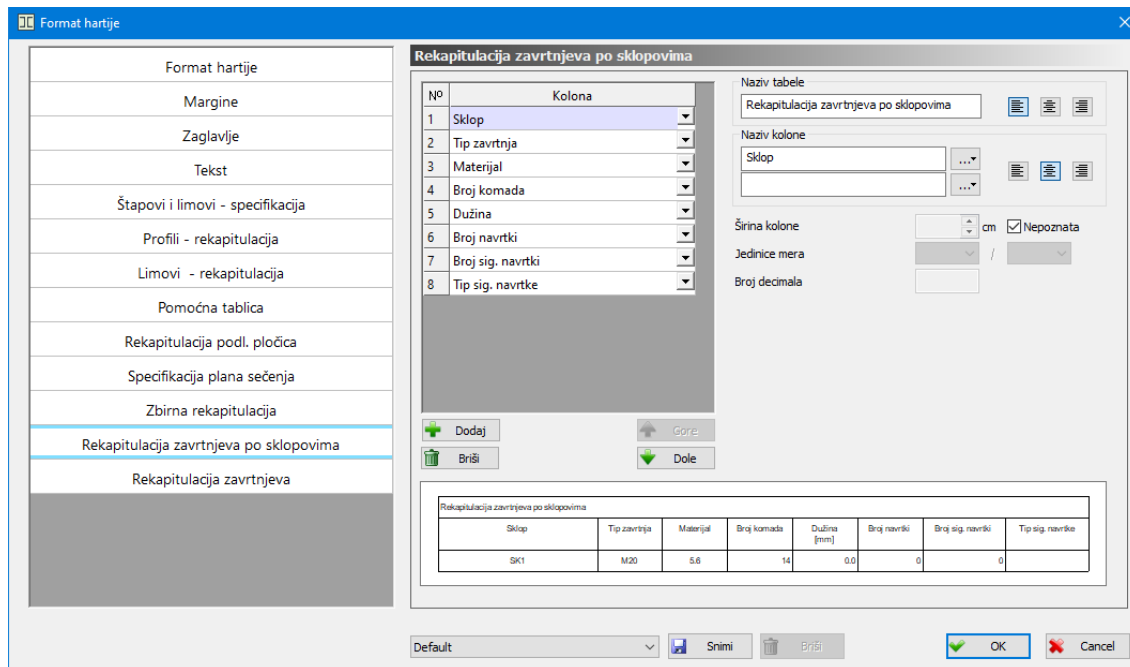 Format hartije
Format hartije
Margine
Zaglavlje
Tekst
Štapovi i limovi - specifikacija
Profili - rekapitulacija
Limovi - rekapitulacija
Pomoćna tablica
Rekapitulacija podl. pločica
Specifikacija plana sečenja
Zbirna rekapitulacija
Rekapitulacija zavrtnjeva po sklopovima
Rekapitulacija zavrtnjeva
Rekapitulacija zavrtnjeva po sklopovima
Nº Kolona
1 Sklop
2 Tip zavrtnja
3 Materijal
4 Broj komada
5 Dužina
6 Broj navrtki
7 Broj sig. navrtki
8 Tip sig. navrtke
Dodaj Gore
Briši Dole
Naziv tabele
Rekapitulacija zavrtnjeva po sklopovima
Naziv kolone
Sklop ...
...
Širina kolone cm Nepoznata
Jedinice mera /
Broj decimala
Rekapitulacija zavrtnjeva po sklopovima
Sklop Tip zavrtnja Materijal Broj komada Dužina Broj navrtki Broj sig. navrtki Tip sig. navrtke
[mm]
SK1 M20 5.6 14 0.0 0 0
Default Snimi Briši OK Cancel